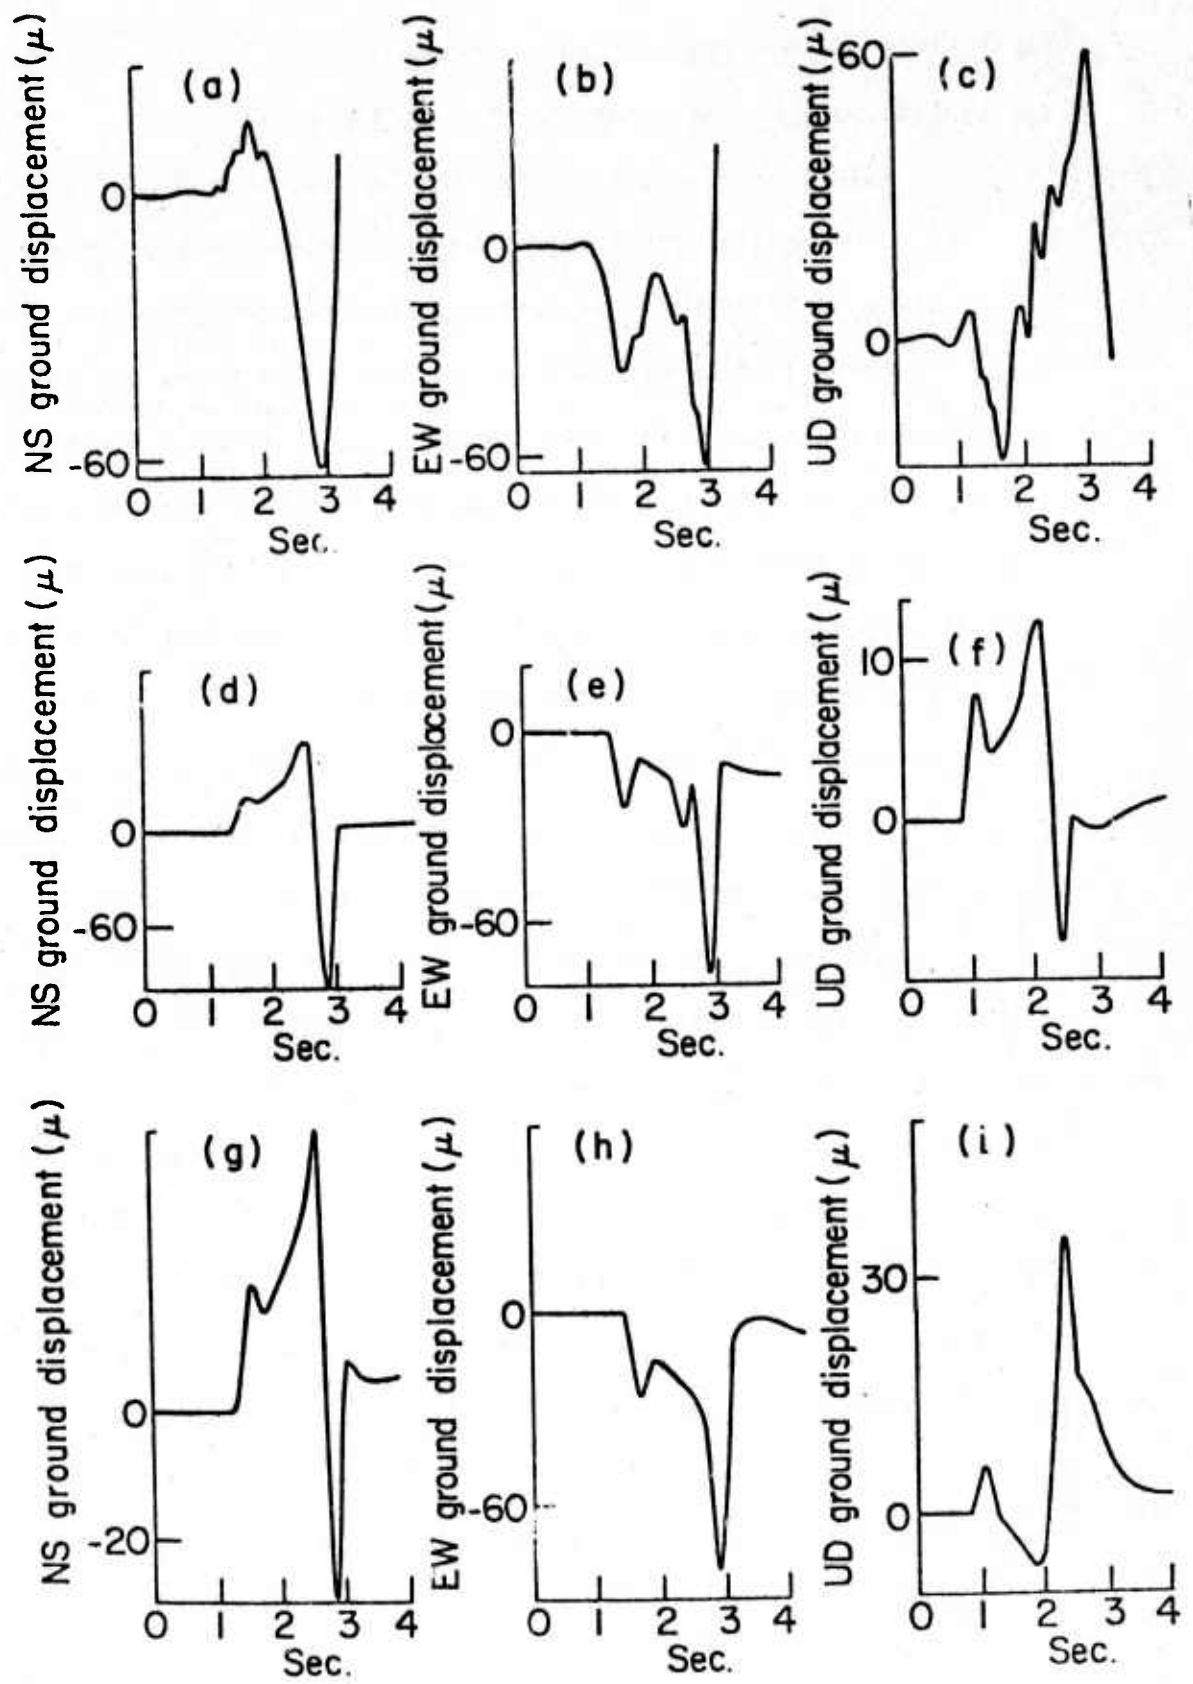 NS ground displacement (μ)
(a)
0
-60
0 1 2 3 4
Sec.
EW ground displacement (μ)
(b)
0
-60
0 1 2 3 4
Sec.
UD ground displacement (μ)
(c)
60
0
0 1 2 3 4
Sec.
NS ground displacement (μ)
(d)
0
-60
0 1 2 3 4
Sec.
EW ground displacement (μ)
(e)
0
-60
0 1 2 3 4
Sec.
UD ground displacement (μ)
(f)
10
0
0 1 2 3 4
Sec.
NS ground displacement (μ)
(g)
0
-20
0 1 2 3 4
Sec.
EW ground displacement (μ)
(h)
0
-60
0 1 2 3 4
Sec.
UD ground displacement (μ)
(i)
30
0
0 1 2 3 4
Sec.